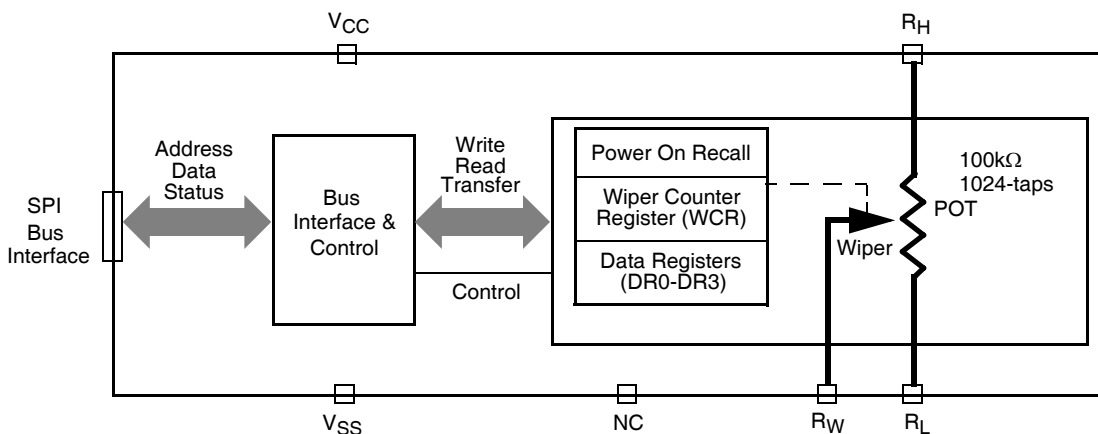 VCC
RH
Address
Data
Status
Write
Read
Transfer
Power On Recall
100kΩ
1024-taps
POT
SPI
Bus
Interface
Bus
Interface &
Control
Wiper Counter
Register (WCR)
Wiper
Control
Data Registers
(DR0-DR3)
VSS
NC
RW
RL